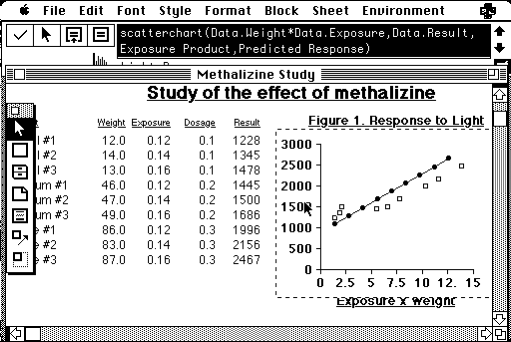 File Edit Font Style Format Block Sheet Environment
scatterchart(Data.Weight*Data.Exposure,Data.Result,
Exposure Product,Predicted Response)
Methalizine Study
Study of the effect of methalizine
Weight Exposure Dosage Result
#1 12.0 0.12 0.1 1228
#2 14.0 0.14 0.1 1345
#3 13.0 0.16 0.1 1478
um #1 46.0 0.12 0.2 1445
um #2 47.0 0.14 0.2 1500
um #3 49.0 0.16 0.2 1686
#1 86.0 0.12 0.3 1996
#2 83.0 0.14 0.3 2156
#3 87.0 0.16 0.3 2467
Figure 1. Response to Light
3000
2500
2000
1500
1000
500
0
0 2.5 5 7.5 10 12. 15
Exposure x Weight